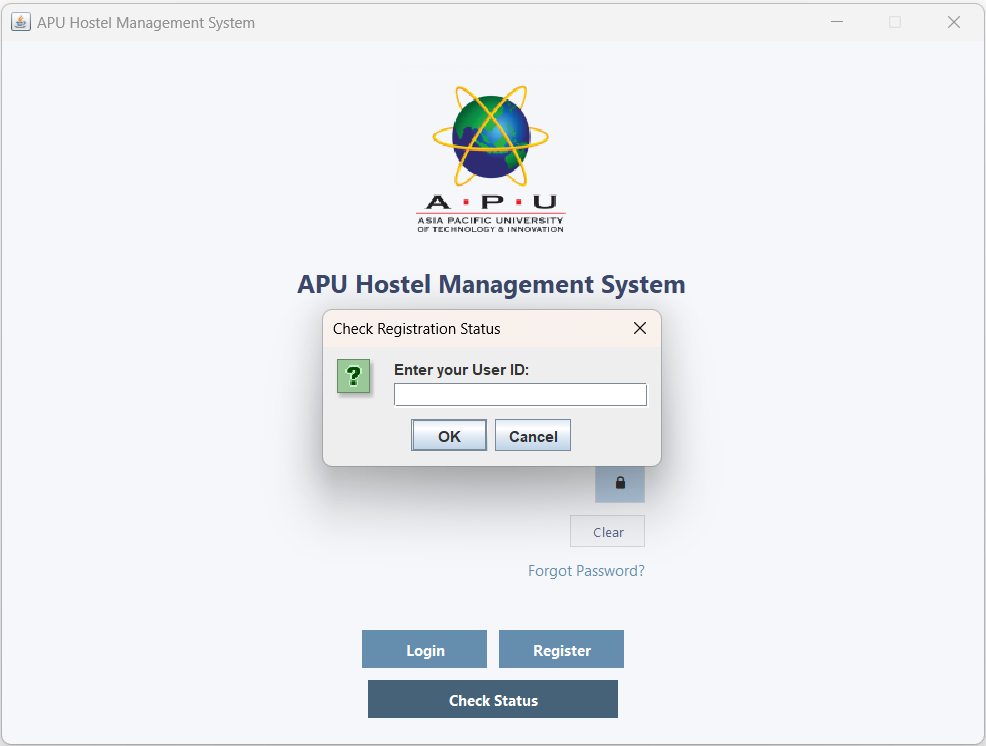 APU Hostel Management System
A·P·U
ASIA PACIFIC UNIVERSITY
OF TECHNOLOGY & INNOVATION
APU Hostel Management System
Check Registration Status
?
Enter your User ID:
OK Cancel
Clear
Forgot Password?
Login Register
Check Status